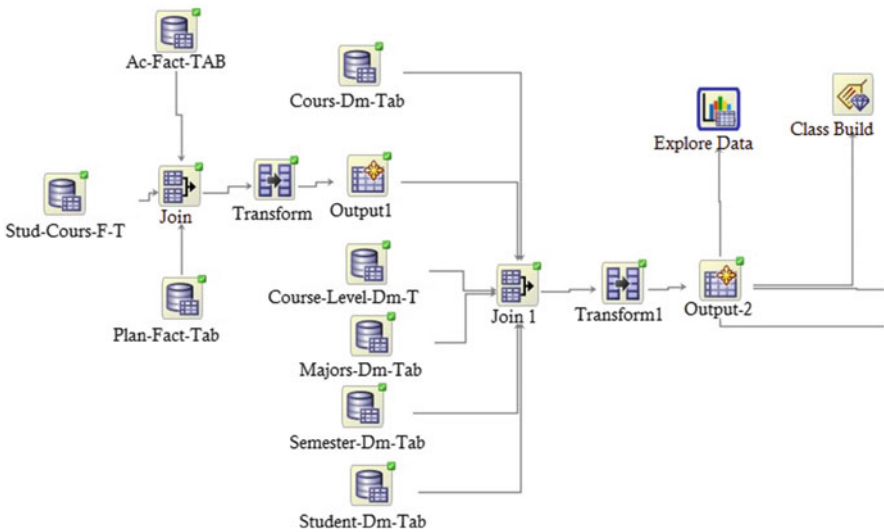 Ac-Fact-TAB
Cours-Dm-Tab
Explore Data
Class Build
Stud-Cours-F-T
Join
Transform
Output1
Plan-Fact-Tab
Course-Level-Dm-T
Join 1
Transform1
Output-2
Majors-Dm-Tab
Semester-Dm-Tab
Student-Dm-Tab